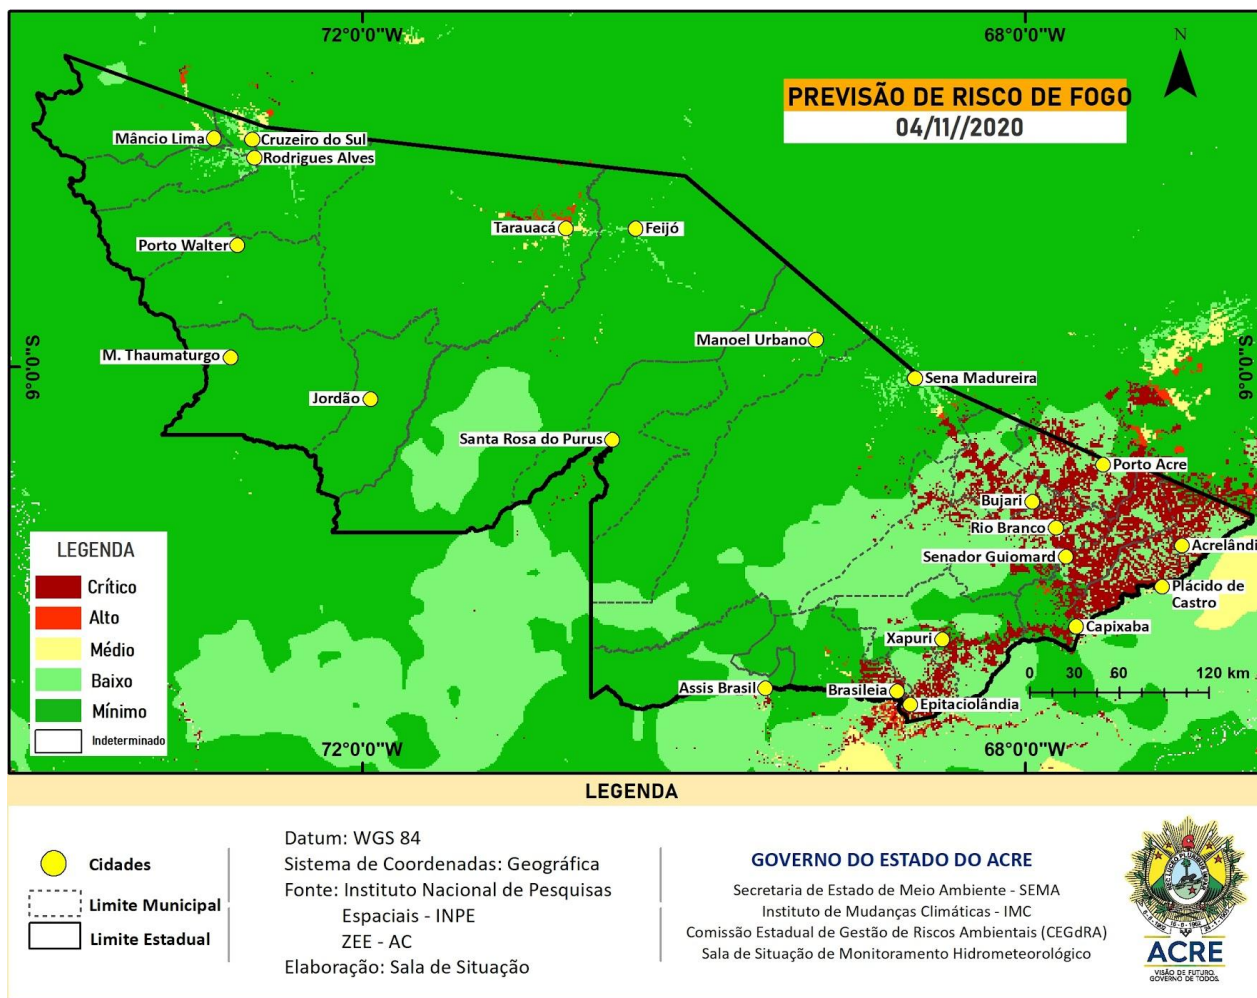 72°0'0"W
68°0'0"W
N
PREVISÃO DE RISCO DE FOGO
04/11//2020
Mâncio Lima
Cruzeiro do Sul
Rodrigues Alves
Tarauacá
Feijó
Porto Walter
Manoel Urbano
M. Thaumaturgo
9°0'0"S
9°0'0"S
Sena Madureira
Jordão
Santa Rosa do Purus
Porto Acre
Bujari
Rio Branco
Acrelândi
Senador Guiomard
Plácido de
Castro
Capixaba
Xapuri
Assis Brasil
Brasileia
Epitaciolândia
0 30 60 120 km
LEGENDA
Crítico
Alto
Médio
Baixo
Mínimo
Indeterminado
72°0'0"W
68°0'0"W
LEGENDA
Cidades
Limite Municipal
Limite Estadual
Datum: WGS 84
Sistema de Coordenadas: Geográfica
Fonte: Instituto Nacional de Pesquisas
Espaciais - INPE
ZEE - AC
Elaboração: Sala de Situação
GOVERNO DO ESTADO DO ACRE
Secretaria de Estado de Meio Ambiente - SEMA
Instituto de Mudanças Climáticas - IMC
Comissão Estadual de Gestão de Riscos Ambientais (CEGdRA)
Sala de Situação de Monitoramento Hidrometeorológico
ACRE
VISÃO DE FUTURO.
GOVERNO DE TODOS.